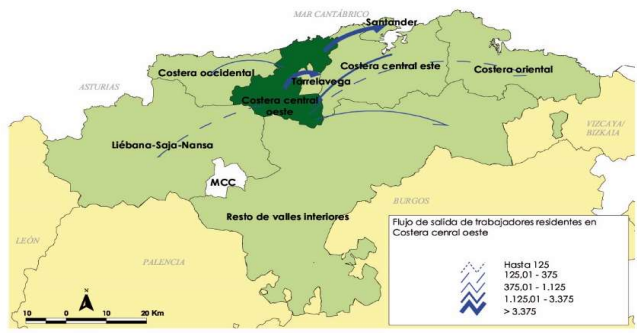 MAR CANTÁBRICO
Santander
Costera central este
Costera occidental
Costera oriental
Torrelavega
ASTURIAS
Costera central
oeste
VIZCAYA/
BIZKAIA
Liébana-Saja-Nansa
MCC
BURGOS
Resto de valles interiores
Flujo de salida de trabajadores residentes en
Costera cenral oeste
LEÓN
PALENCIA
Hasta 125
125,01 - 375
375,01 - 1.125
1.125,01 - 3.375
> 3.375
N
10 0 10 20 Km